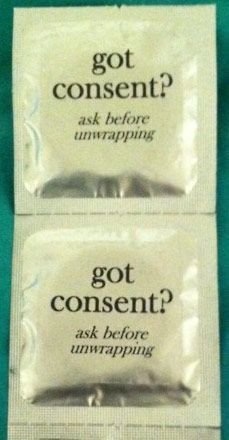 got
consent?
ask before
unwrapping
got
consent?
ask before
unwrapping